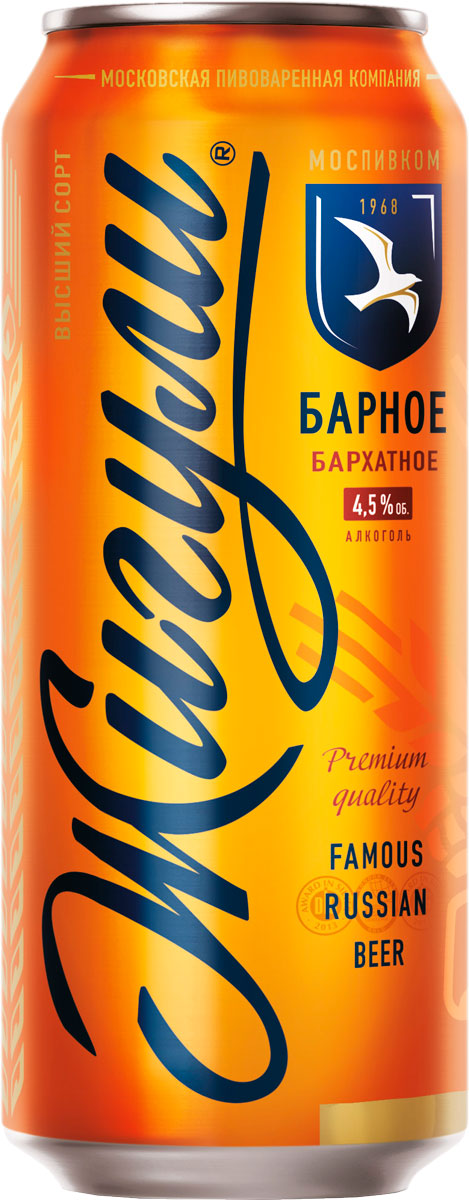 МОСКОВСКАЯ ПИВОВАРЕННАЯ КОМПАНИЯ
ВЫСШИЙ СОРТ
Жигули®
МОСПИВКОМ
1968
БАРНОЕ
БАРХАТНОЕ
4,5% ОБ.
АЛКОГОЛЬ
Premium
quality
FAMOUS
RUSSIAN
BEER